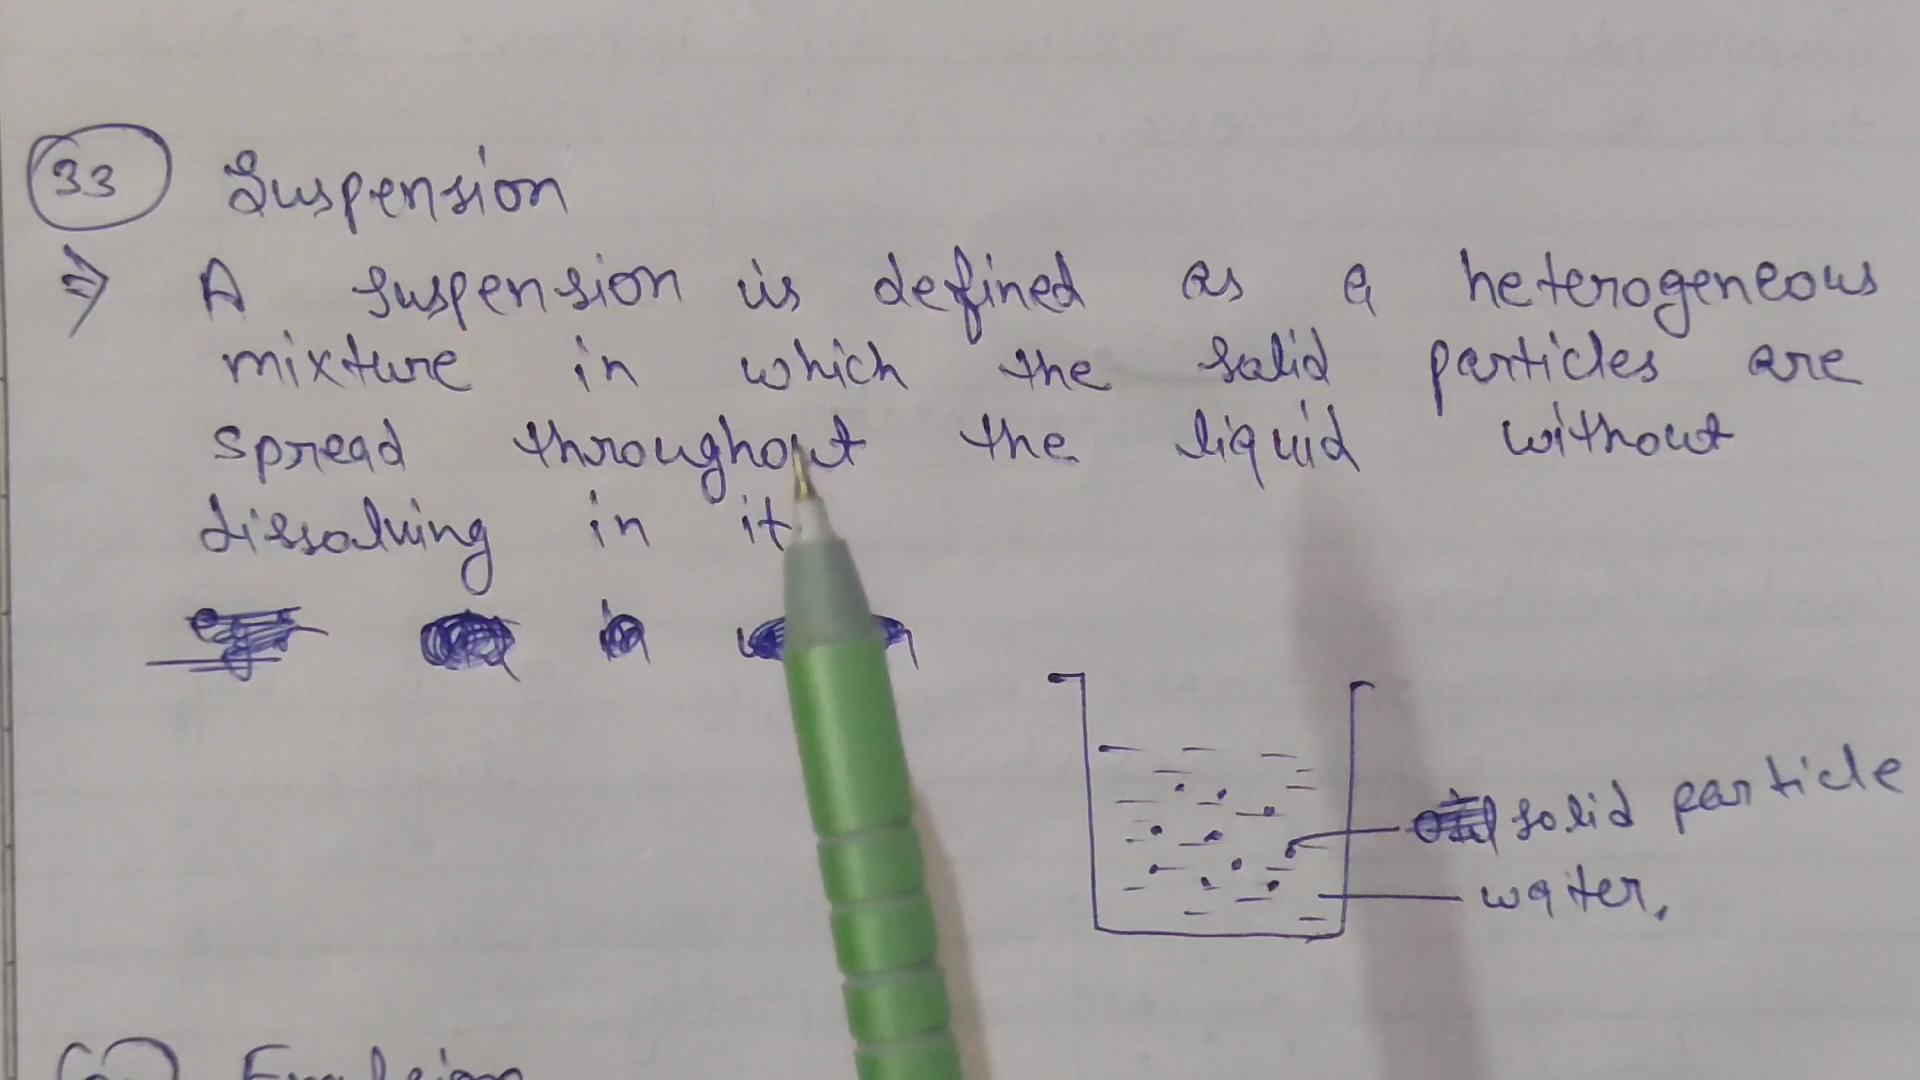 33 Suspension
⇒ A suspension is defined as a heterogeneous
mixture in which the solid particles are
spread throughout the liquid without
dissolving in it
solid particle
water.
Emulsion